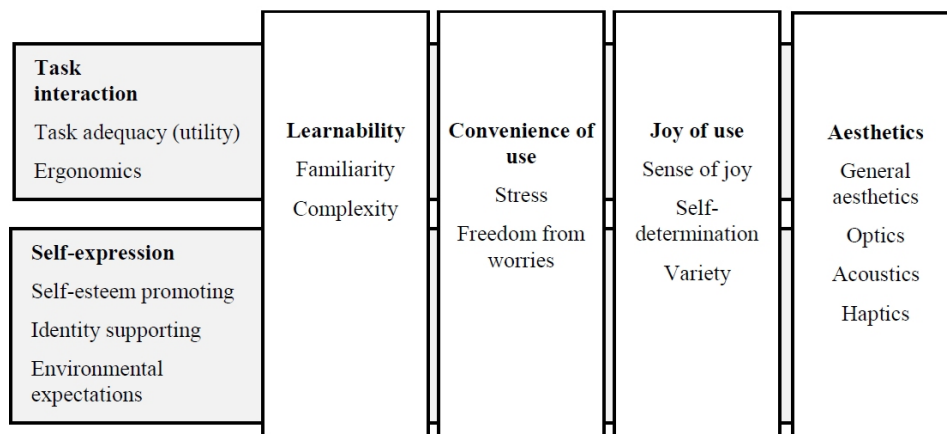 Task
interaction
Task adequacy (utility)
Ergonomics
Self-expression
Self-esteem promoting
Identity supporting
Environmental
expectations
Learnability
Familiarity
Complexity
Convenience of
use
Stress
Freedom from
worries
Joy of use
Sense of joy
Self-
determination
Variety
Aesthetics
General
aesthetics
Optics
Acoustics
Haptics